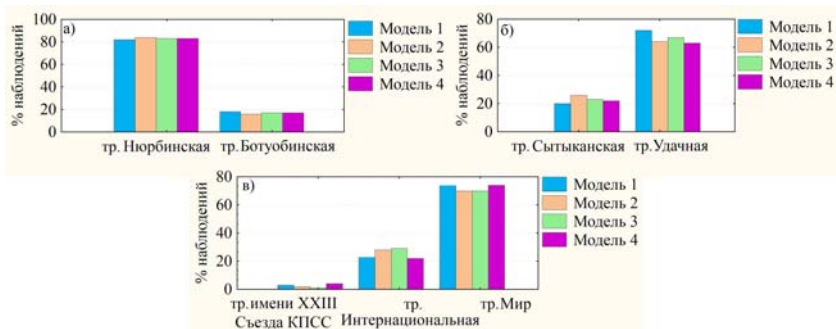 % наблюдений
100
80
60
40
20
0
а)
тр. Нюрбинская
тр.Ботуобинская
Модель 1
Модель 2
Модель 3
Модель 4
% наблюдений
80
60
40
20
0
б)
тр.Сытыканская
тр.Удачная
Модель 1
Модель 2
Модель 3
Модель 4
% наблюдений
80
60
40
20
0
в)
тр.имени XXIII
Съезда КПСС
тр.
Интернациональная
тр.Мир
Модель 1
Модель 2
Модель 3
Модель 4